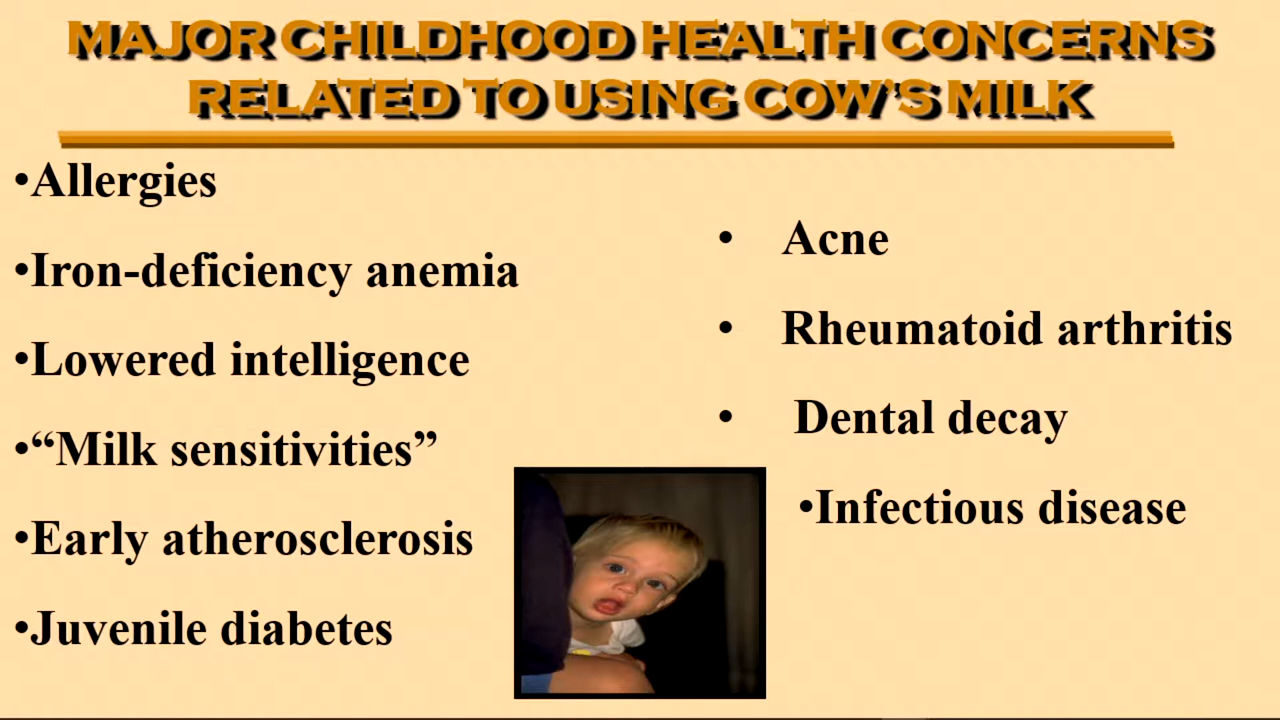 MAJOR CHILDHOOD HEALTH CONCERNS
RELATED TO USING COW'S MILK
•Allergies
•Iron-deficiency anemia
•Lowered intelligence
•“Milk sensitivities”
•Early atherosclerosis
•Juvenile diabetes
• Acne
• Rheumatoid arthritis
• Dental decay
•Infectious disease